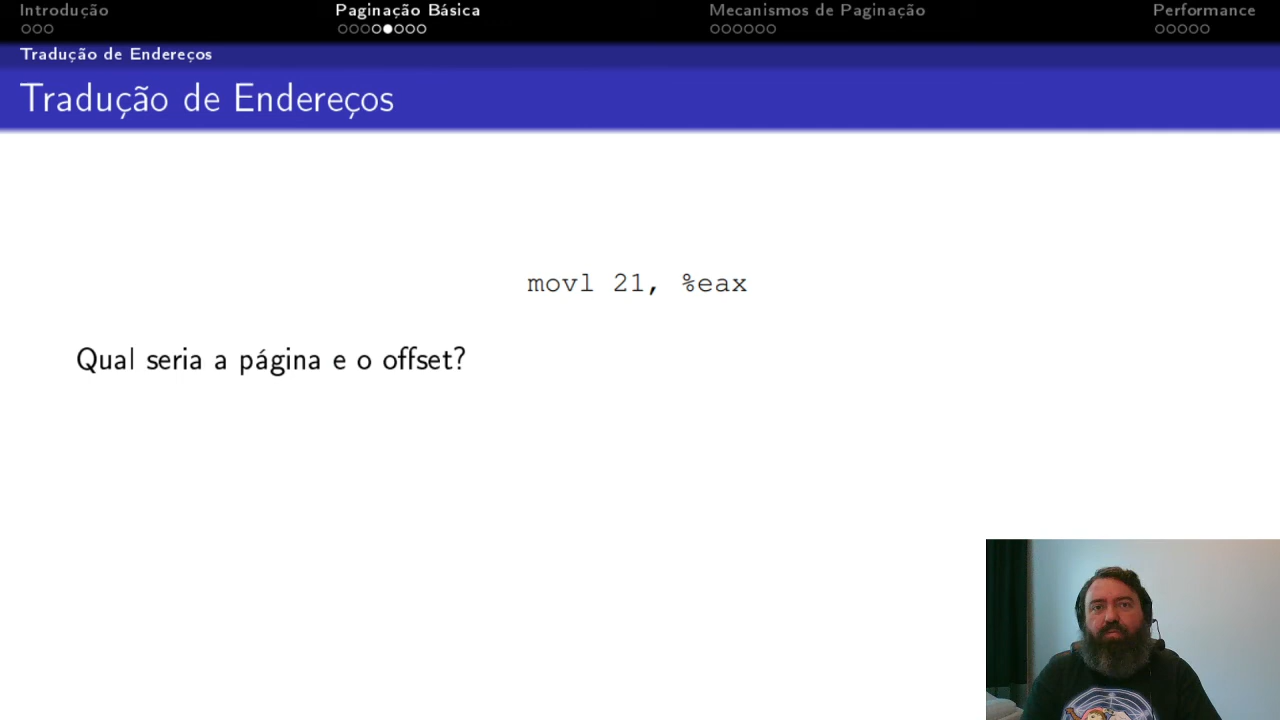 Introdução Paginação Básica Mecanismos de Paginação Performance
Tradução de Endereços
Tradução de Endereços
movl 21, %eax
Qual seria a página e o offset?